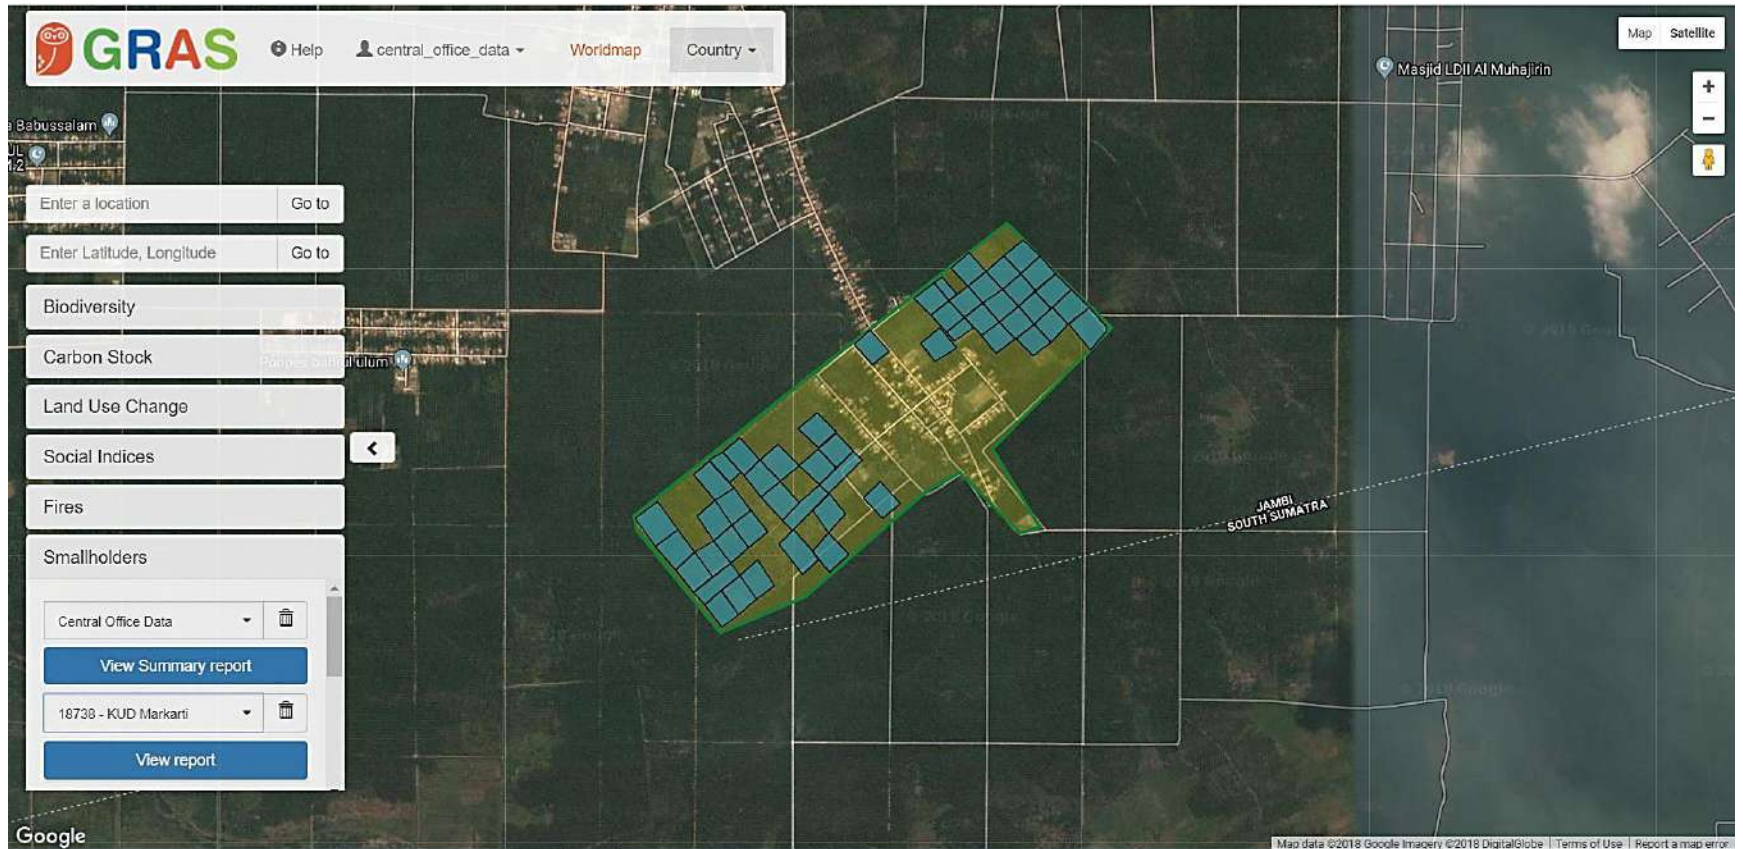 GRAS
Help
central_office_data
Worldmap
Country
Map
Satellite
Masjid LDII Al Muhajirin
a Babussalam
Enter a location
Go to
Enter Latitude, Longitude
Go to
Biodiversity
Carbon Stock
ulum
Land Use Change
Social Indices
Fires
JAMBI
SOUTH SUMATRA
Smallholders
Central Office Data
View Summary report
18738 - KUD Markarti
View report
Google
Map data ©2018 Google Imagery ©2018 DigitalGlobe
Terms of Use
Report a map error